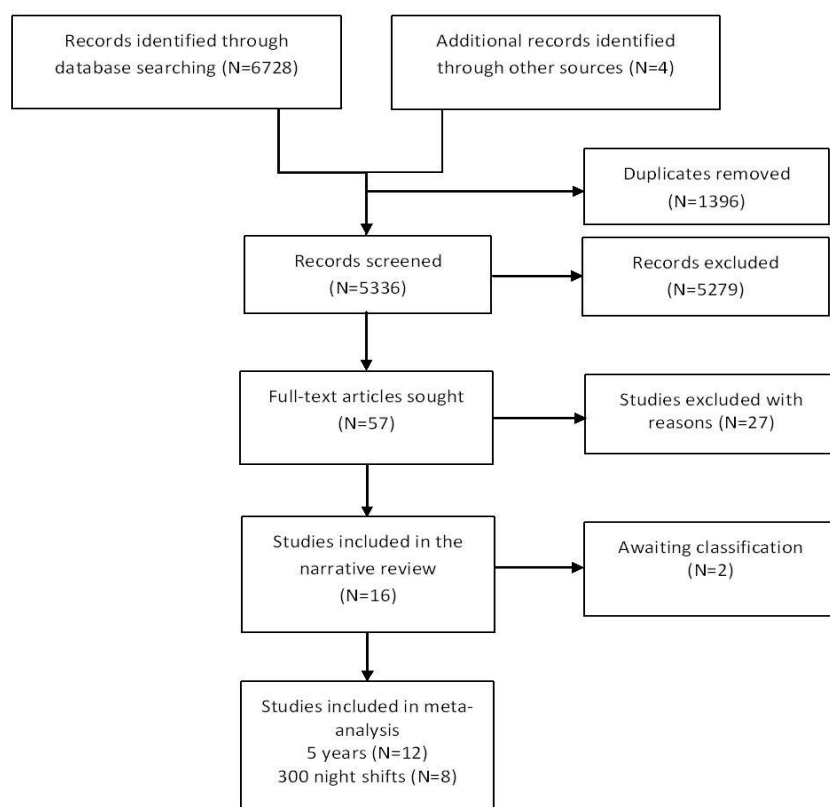 Records identified through
database searching (N=6728)
Additional records identified
through other sources (N=4)
Duplicates removed
(N=1396)
Records screened
(N=5336)
Records excluded
(N=5279)
Full-text articles sought
(N=57)
Studies excluded with
reasons (N=27)
Studies included in the
narrative review
(N=16)
Awaiting classification
(N=2)
Studies included in meta-
analysis
5 years (N=12)
300 night shifts (N=8)